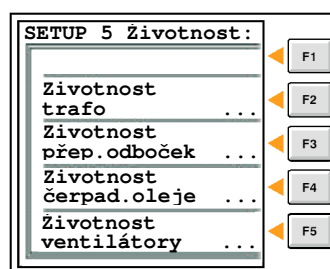 SETUP 5 Životnost:
F1
Životnost
trafo ...
F2
Životnost
přep.odboček ...
F3
Životnost
čerpad.oleje ...
F4
Životnost
ventilátory ...
F5